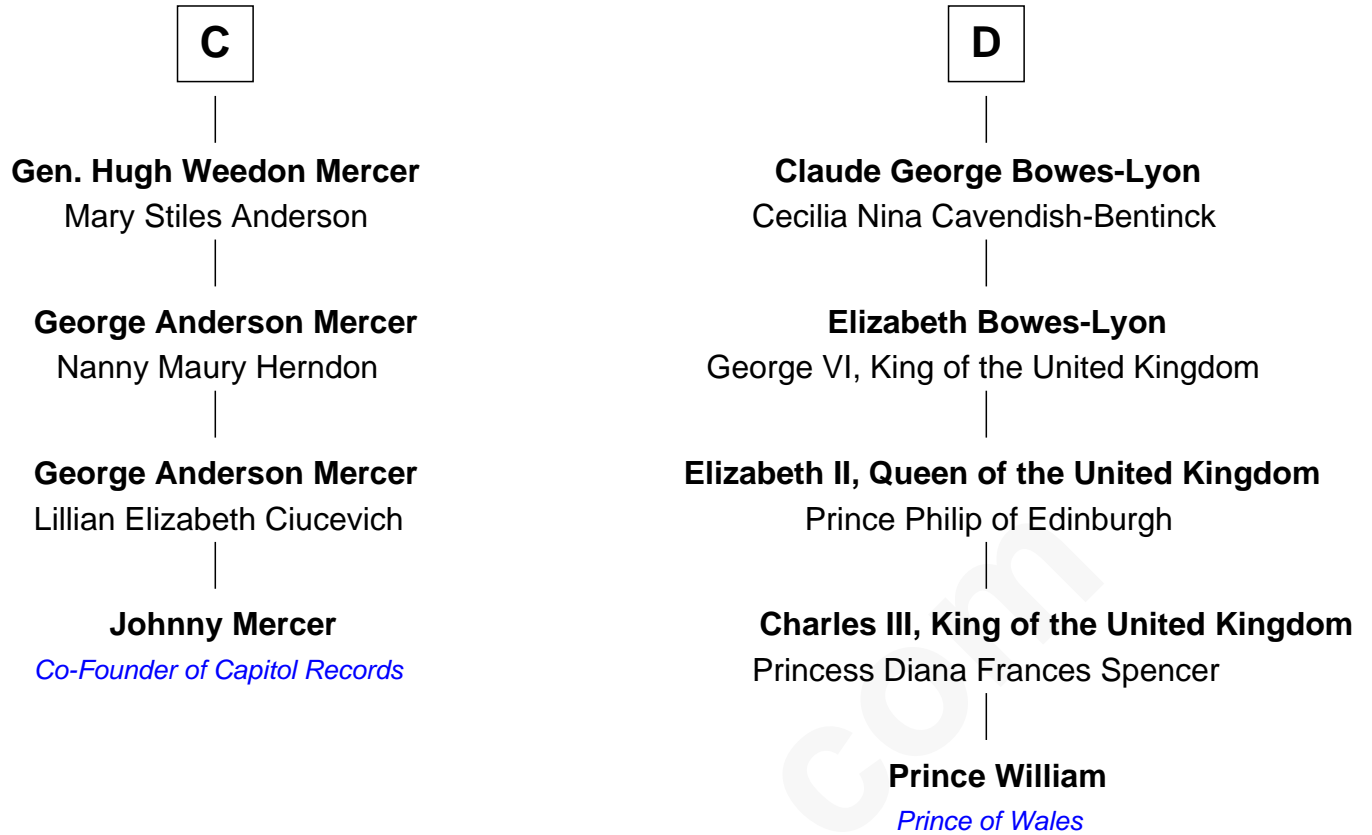 C
Gen. Hugh Weedon Mercer
Mary Stiles Anderson
George Anderson Mercer
Nanny Maury Herndon
George Anderson Mercer
Lillian Elizabeth Ciucevich
Johnny Mercer
Co-Founder of Capitol Records
D
Claude George Bowes-Lyon
Cecilia Nina Cavendish-Bentinck
Elizabeth Bowes-Lyon
George VI, King of the United Kingdom
Elizabeth II, Queen of the United Kingdom
Prince Philip of Edinburgh
Charles III, King of the United Kingdom
Princess Diana Frances Spencer
Prince William
Prince of Wales
com